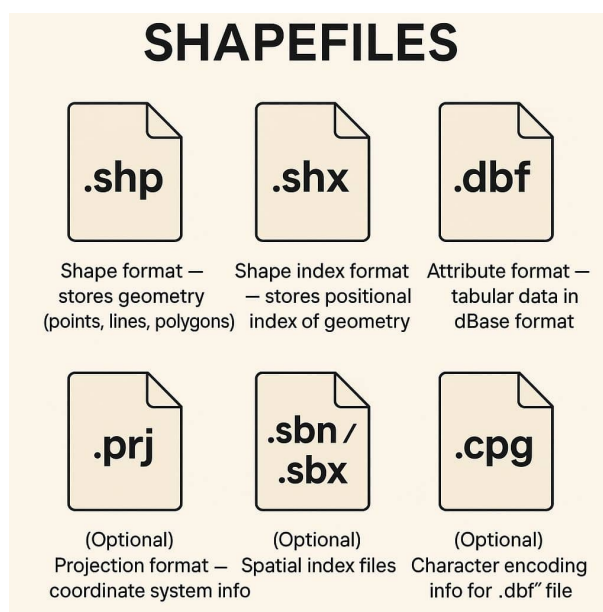 SHAPEFILES
.shp
Shape format —
stores geometry
(points, lines, polygons)
.shx
Shape index format
— stores positional
index of geometry
.dbf
Attribute format —
tabular data in
dBase format
.prj
(Optional)
Projection format —
coordinate system info
.sbn /
.sbx
(Optional)
Spatial index files
.cpg
(Optional)
Character encoding
info for .dbf″ file